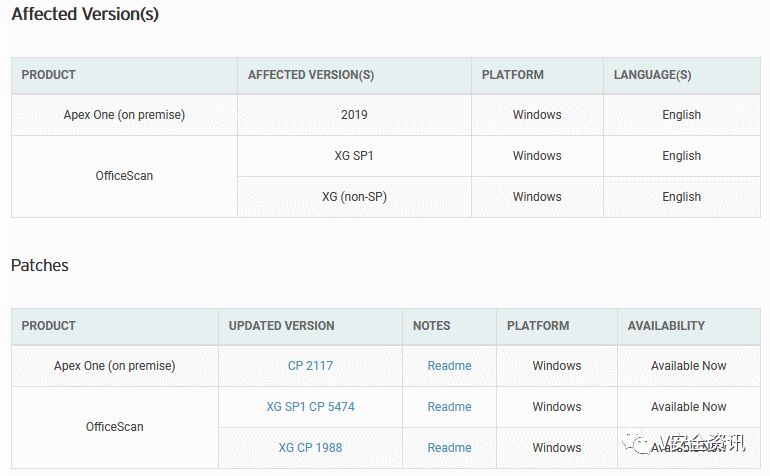 Affected Version(s)
PRODUCT AFFECTED VERSION(S) PLATFORM LANGUAGE(S)
Apex One (on premise) 2019 Windows English
OfficeScan XG SP1 Windows English
XG (non-SP) Windows English
Patches
PRODUCT UPDATED VERSION NOTES PLATFORM AVAILABILITY
Apex One (on premise) CP 2117 Readme Windows Available Now
OfficeScan XG SP1 CP 5474 Readme Windows Available Now
XG CP 1988 Readme Windows Available Now
V安全资讯